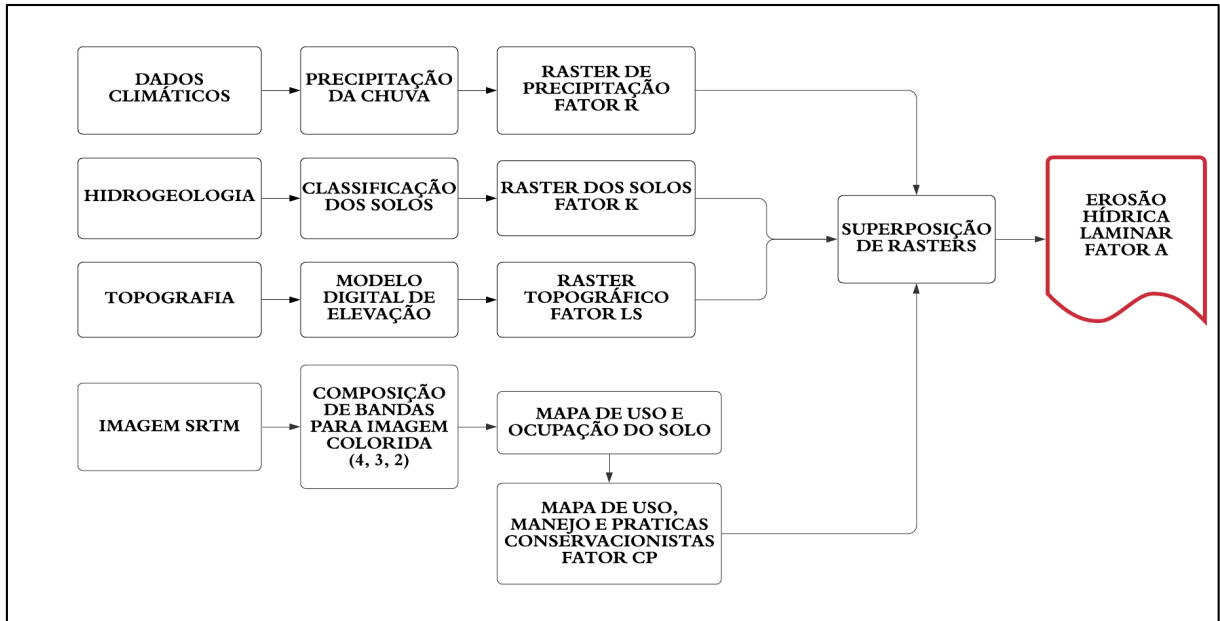 DADOS
CLIMÁTICOS
PRECIPITAÇÃO
DA CHUVA
RASTER DE
PRECIPITAÇÃO
FATOR R
HIDROGEOLOGIA
CLASSIFICAÇÃO
DOS SOLOS
RASTER DOS SOLOS
FATOR K
TOPOGRAFIA
MODELO
DIGITAL DE
ELEVAÇÃO
RASTER
TOPOGRÁFICO
FATOR LS
IMAGEM SRTM
COMPOSIÇÃO
DE BANDAS
PARA IMAGEM
COLORIDA
(4, 3, 2)
MAPA DE USO E
OCUPAÇÃO DO SOLO
MAPA DE USO,
MANEJO E PRATICAS
CONSERVACIONISTAS
FATOR CP
SUPERPOSIÇÃO
DE RASTERS
EROSÃO
HÍDRICA
LAMINAR
FATOR A